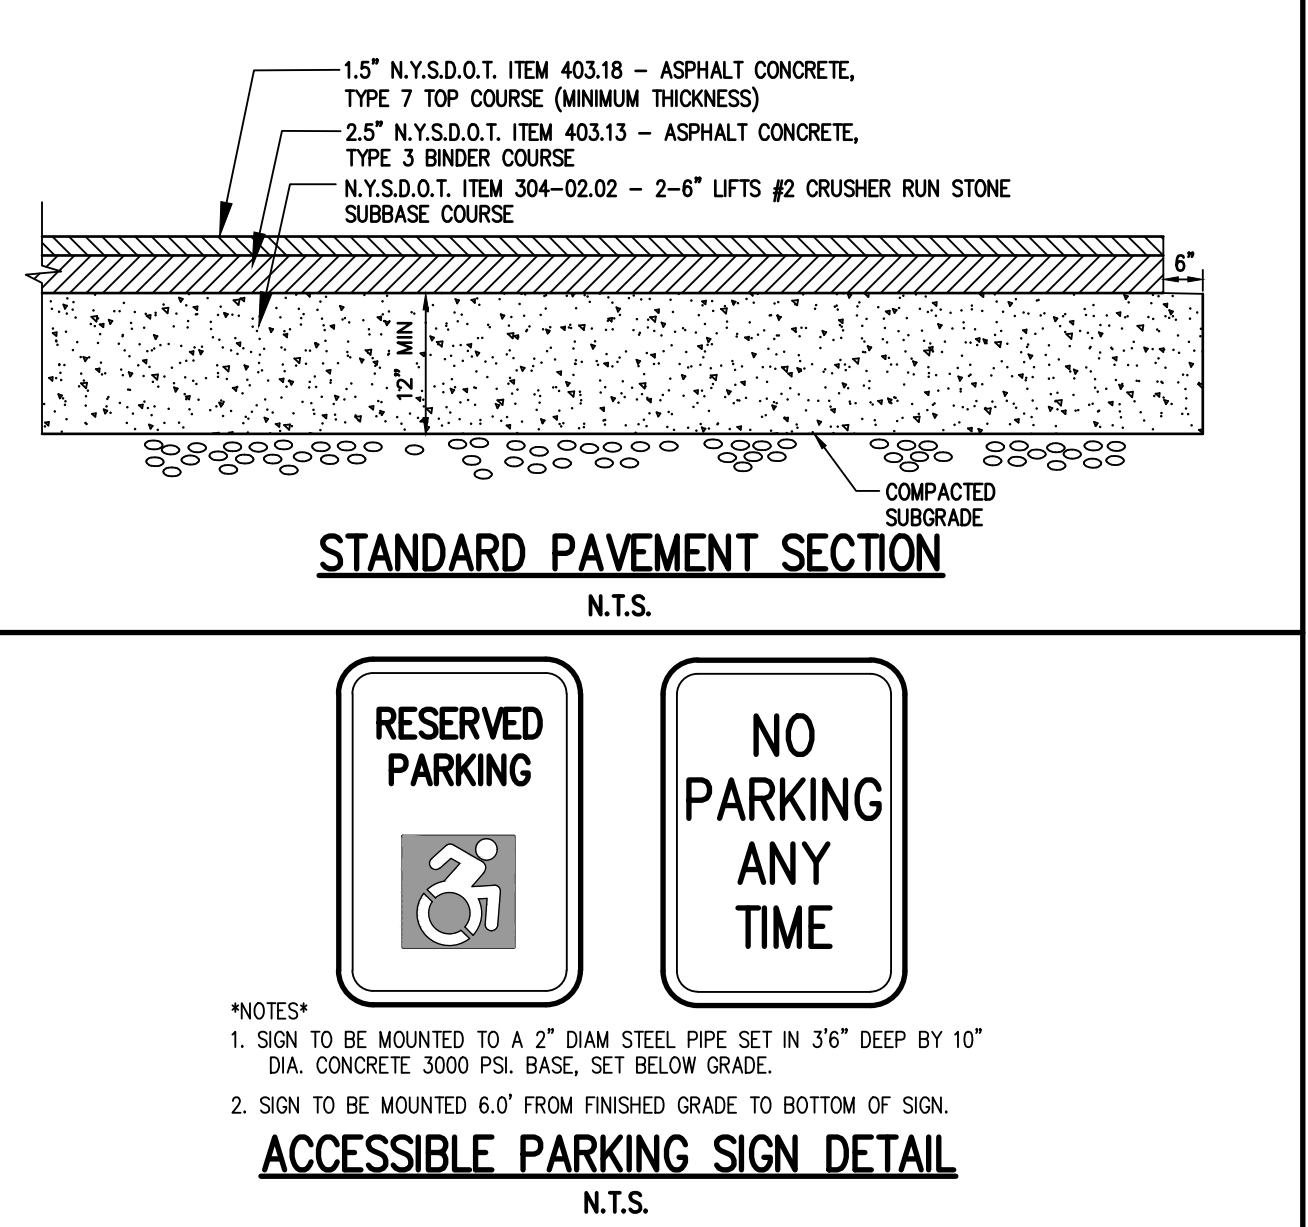 1.5" N.Y.S.D.O.T. ITEM 403.18 – ASPHALT CONCRETE,
TYPE 7 TOP COURSE (MINIMUM THICKNESS)
2.5" N.Y.S.D.O.T. ITEM 403.13 – ASPHALT CONCRETE,
TYPE 3 BINDER COURSE
N.Y.S.D.O.T. ITEM 304-02.02 – 2-6" LIFTS #2 CRUSHER RUN STONE
SUBBASE COURSE
6"
12" MIN
COMPACTED
SUBGRADE
STANDARD PAVEMENT SECTION
N.T.S.
RESERVED
PARKING
NO
PARKING
ANY
TIME
*NOTES*
1. SIGN TO BE MOUNTED TO A 2" DIAM STEEL PIPE SET IN 3'6" DEEP BY 10"
DIA. CONCRETE 3000 PSI. BASE, SET BELOW GRADE.
2. SIGN TO BE MOUNTED 6.0' FROM FINISHED GRADE TO BOTTOM OF SIGN.
ACCESSIBLE PARKING SIGN DETAIL
N.T.S.